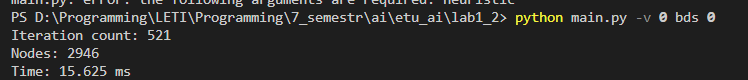 main.py: error: the following arguments are required: heuristic
PS D:\Programming\LETI\Programming\7_semestr\ai\etu_ai\lab1_2> python main.py -v 0 bds 0
Iteration count: 521
Nodes: 2946
Time: 15.625 ms